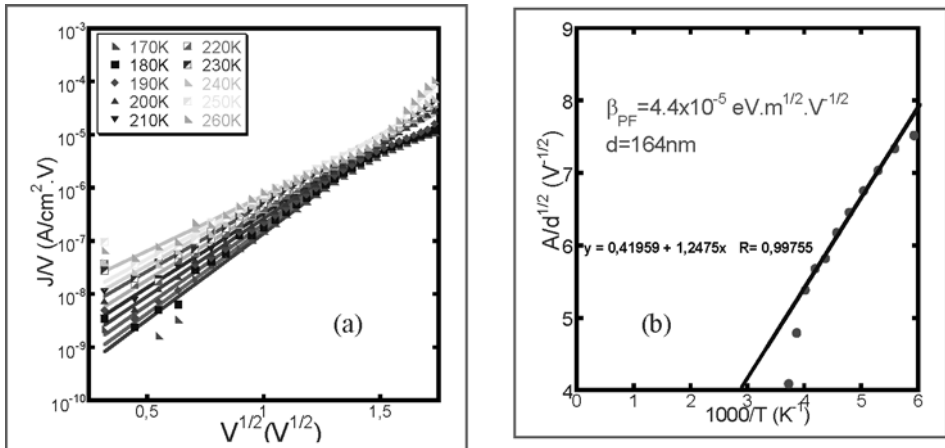 10⁻³
10⁻⁴
10⁻⁵
10⁻⁶
10⁻⁷
10⁻⁸
10⁻⁹
10⁻¹⁰
J/V (A/cm².V)
170K 220K
180K 230K
190K 240K
200K 250K
210K 260K
(a)
0,5 1 1,5
V^{1/2}(V^{1/2})
9
8
7
6
5
4
A/d^{1/2} (V^{-1/2})
β_{PF}=4.4x10⁻⁵ eV.m^{1/2}.V^{-1/2}
d=164nm
y = 0,41959 + 1,2475x R= 0,99755
(b)
0 1 2 3 4 5 6
1000/T (K⁻¹)